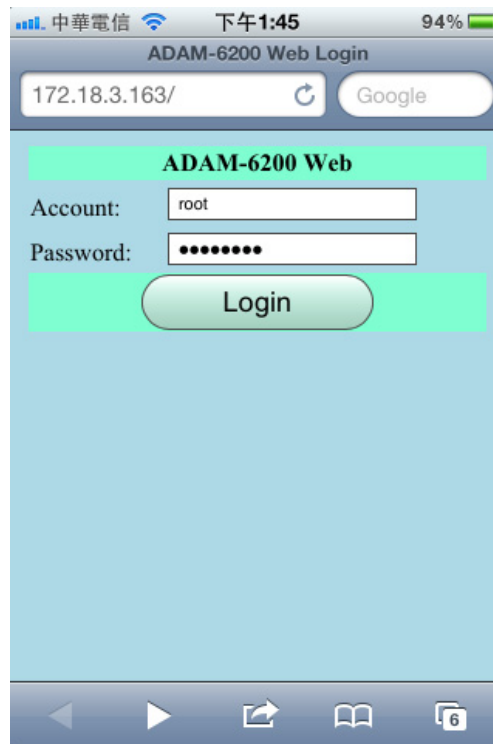 中華電信 下午1:45 94%
ADAM-6200 Web Login
172.18.3.163/ Google
ADAM-6200 Web
Account: root
Password: ••••••••
Login
6